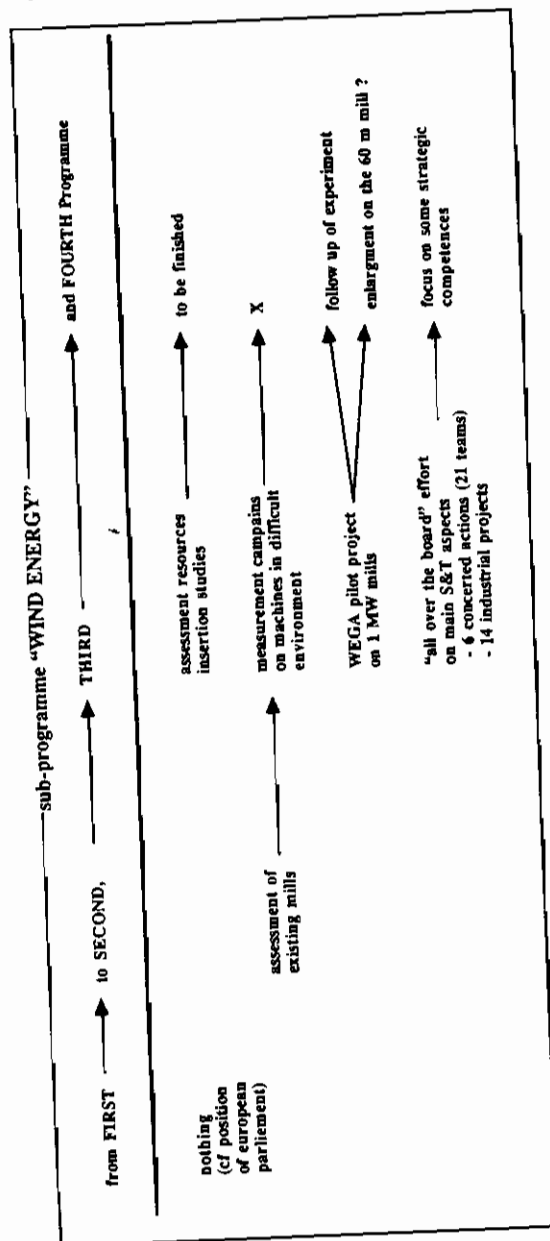 sub-programme "WIND ENERGY"
from FIRST
to SECOND,
THIRD
and FOURTH Programme
nothing
(cf position
of european
parliement)
assessment of
existing mills
assessment resources
insertion studies
to be finished
measurement campains
on machines in difficult
environment
X
WEGA pilot project
on 1 MW mills
follow up of experiment
enlargment on the 60 m mill ?
"all over the board" effort
on main S&T aspects
- 6 concerted actions (21 teams)
- 14 industrial projects
focus on some strategic
competences